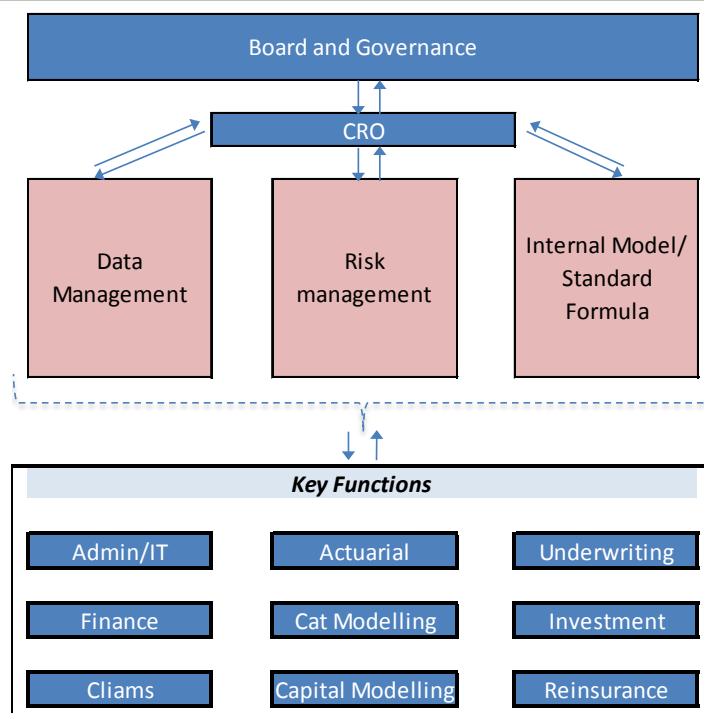 Board and Governance
CRO
Data
Management
Risk
management
Internal Model/
Standard
Formula
Key Functions
Admin/IT
Actuarial
Underwriting
Finance
Cat Modelling
Investment
Cliams
Capital Modelling
Reinsurance